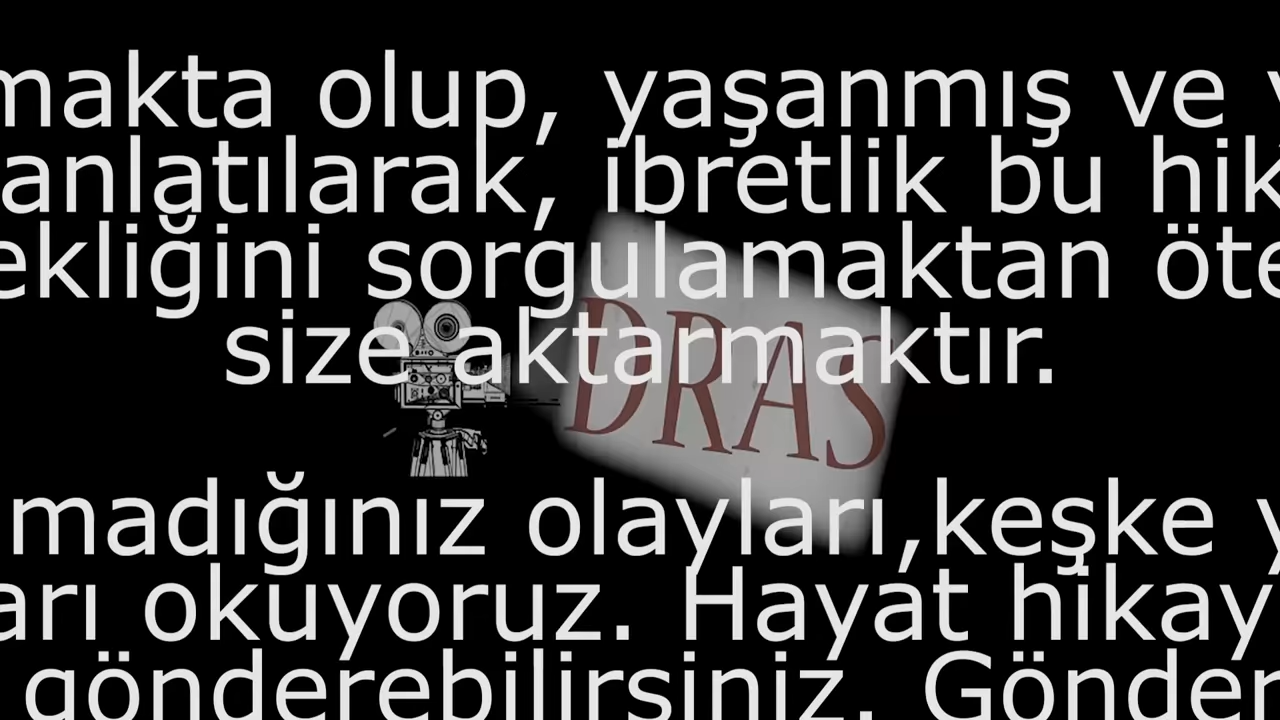 makta olup, yaşanmış ve y
anlatılarak, ibretlik bu hik
ekliğini sorgulamaktan öte
size aktarmaktır.
DRAS
madığınız olayları,keşke y
arı okuyoruz. Hayat hikay
gönderebilirsiniz. Gönder